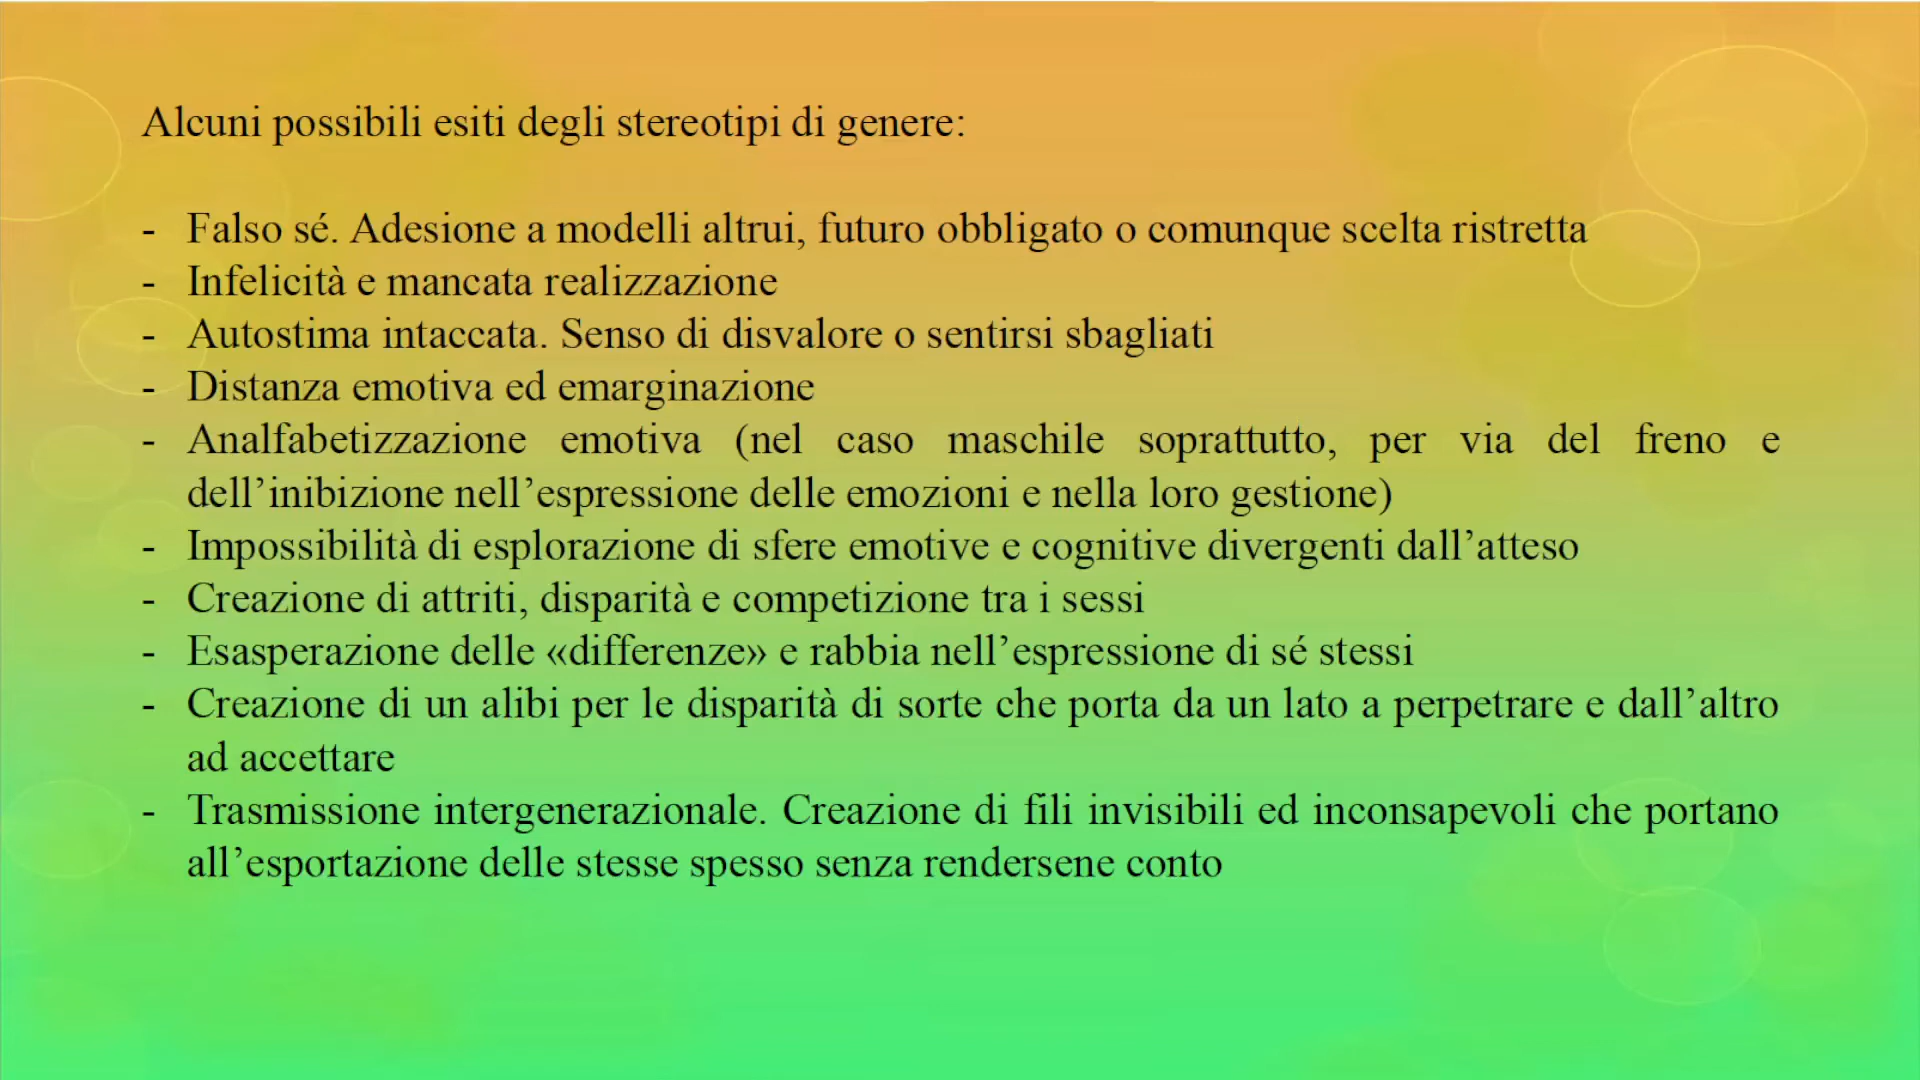 Alcuni possibili esiti degli stereotipi di genere:
- Falso sé. Adesione a modelli altrui, futuro obbligato o comunque scelta ristretta
- Infelicità e mancata realizzazione
- Autostima intaccata. Senso di disvalore o sentirsi sbagliati
- Distanza emotiva ed emarginazione
- Analfabetizzazione emotiva (nel caso maschile soprattutto, per via del freno e
dell’inibizione nell’espressione delle emozioni e nella loro gestione)
- Impossibilità di esplorazione di sfere emotive e cognitive divergenti dall’atteso
- Creazione di attriti, disparità e competizione tra i sessi
- Esasperazione delle «differenze» e rabbia nell’espressione di sé stessi
- Creazione di un alibi per le disparità di sorte che porta da un lato a perpetrare e dall’altro
ad accettare
- Trasmissione intergenerazionale. Creazione di fili invisibili ed inconsapevoli che portano
all’esportazione delle stesse spesso senza rendersene conto